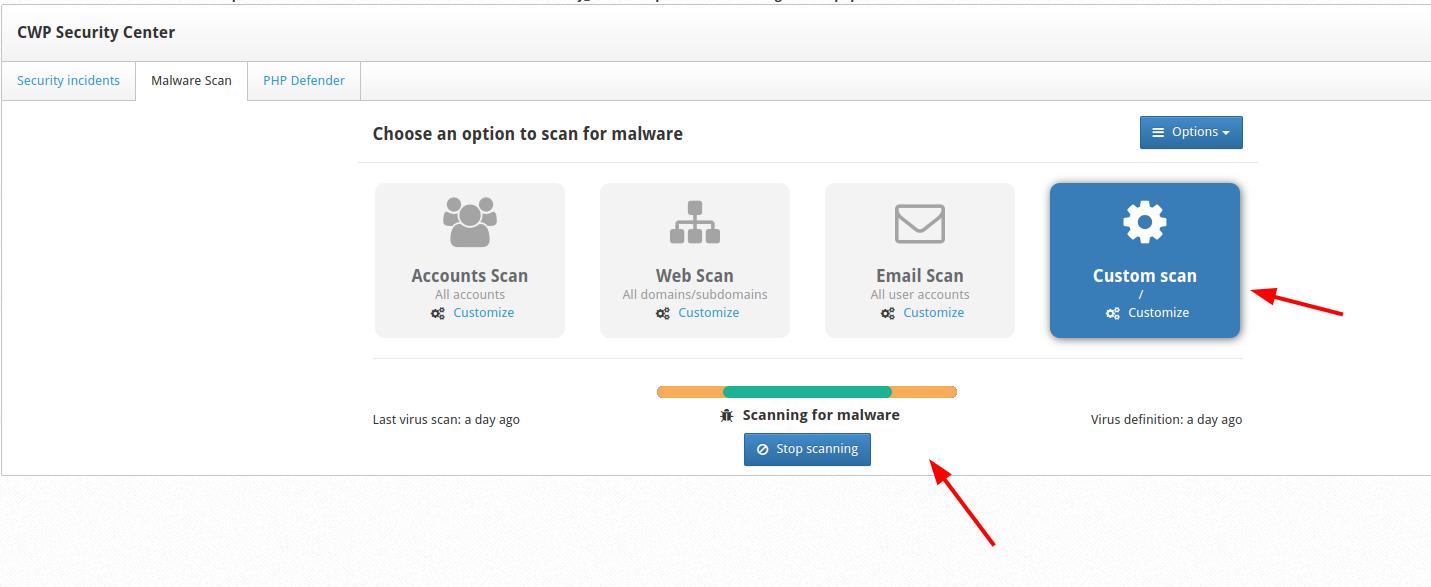 CWP Security Center
Security incidents
Malware Scan
PHP Defender
Choose an option to scan for malware
Options
Accounts Scan
All accounts
Customize
Web Scan
All domains/subdomains
Customize
Email Scan
All user accounts
Customize
Custom scan
/
Customize
Last virus scan: a day ago
Scanning for malware
Stop scanning
Virus definition: a day ago